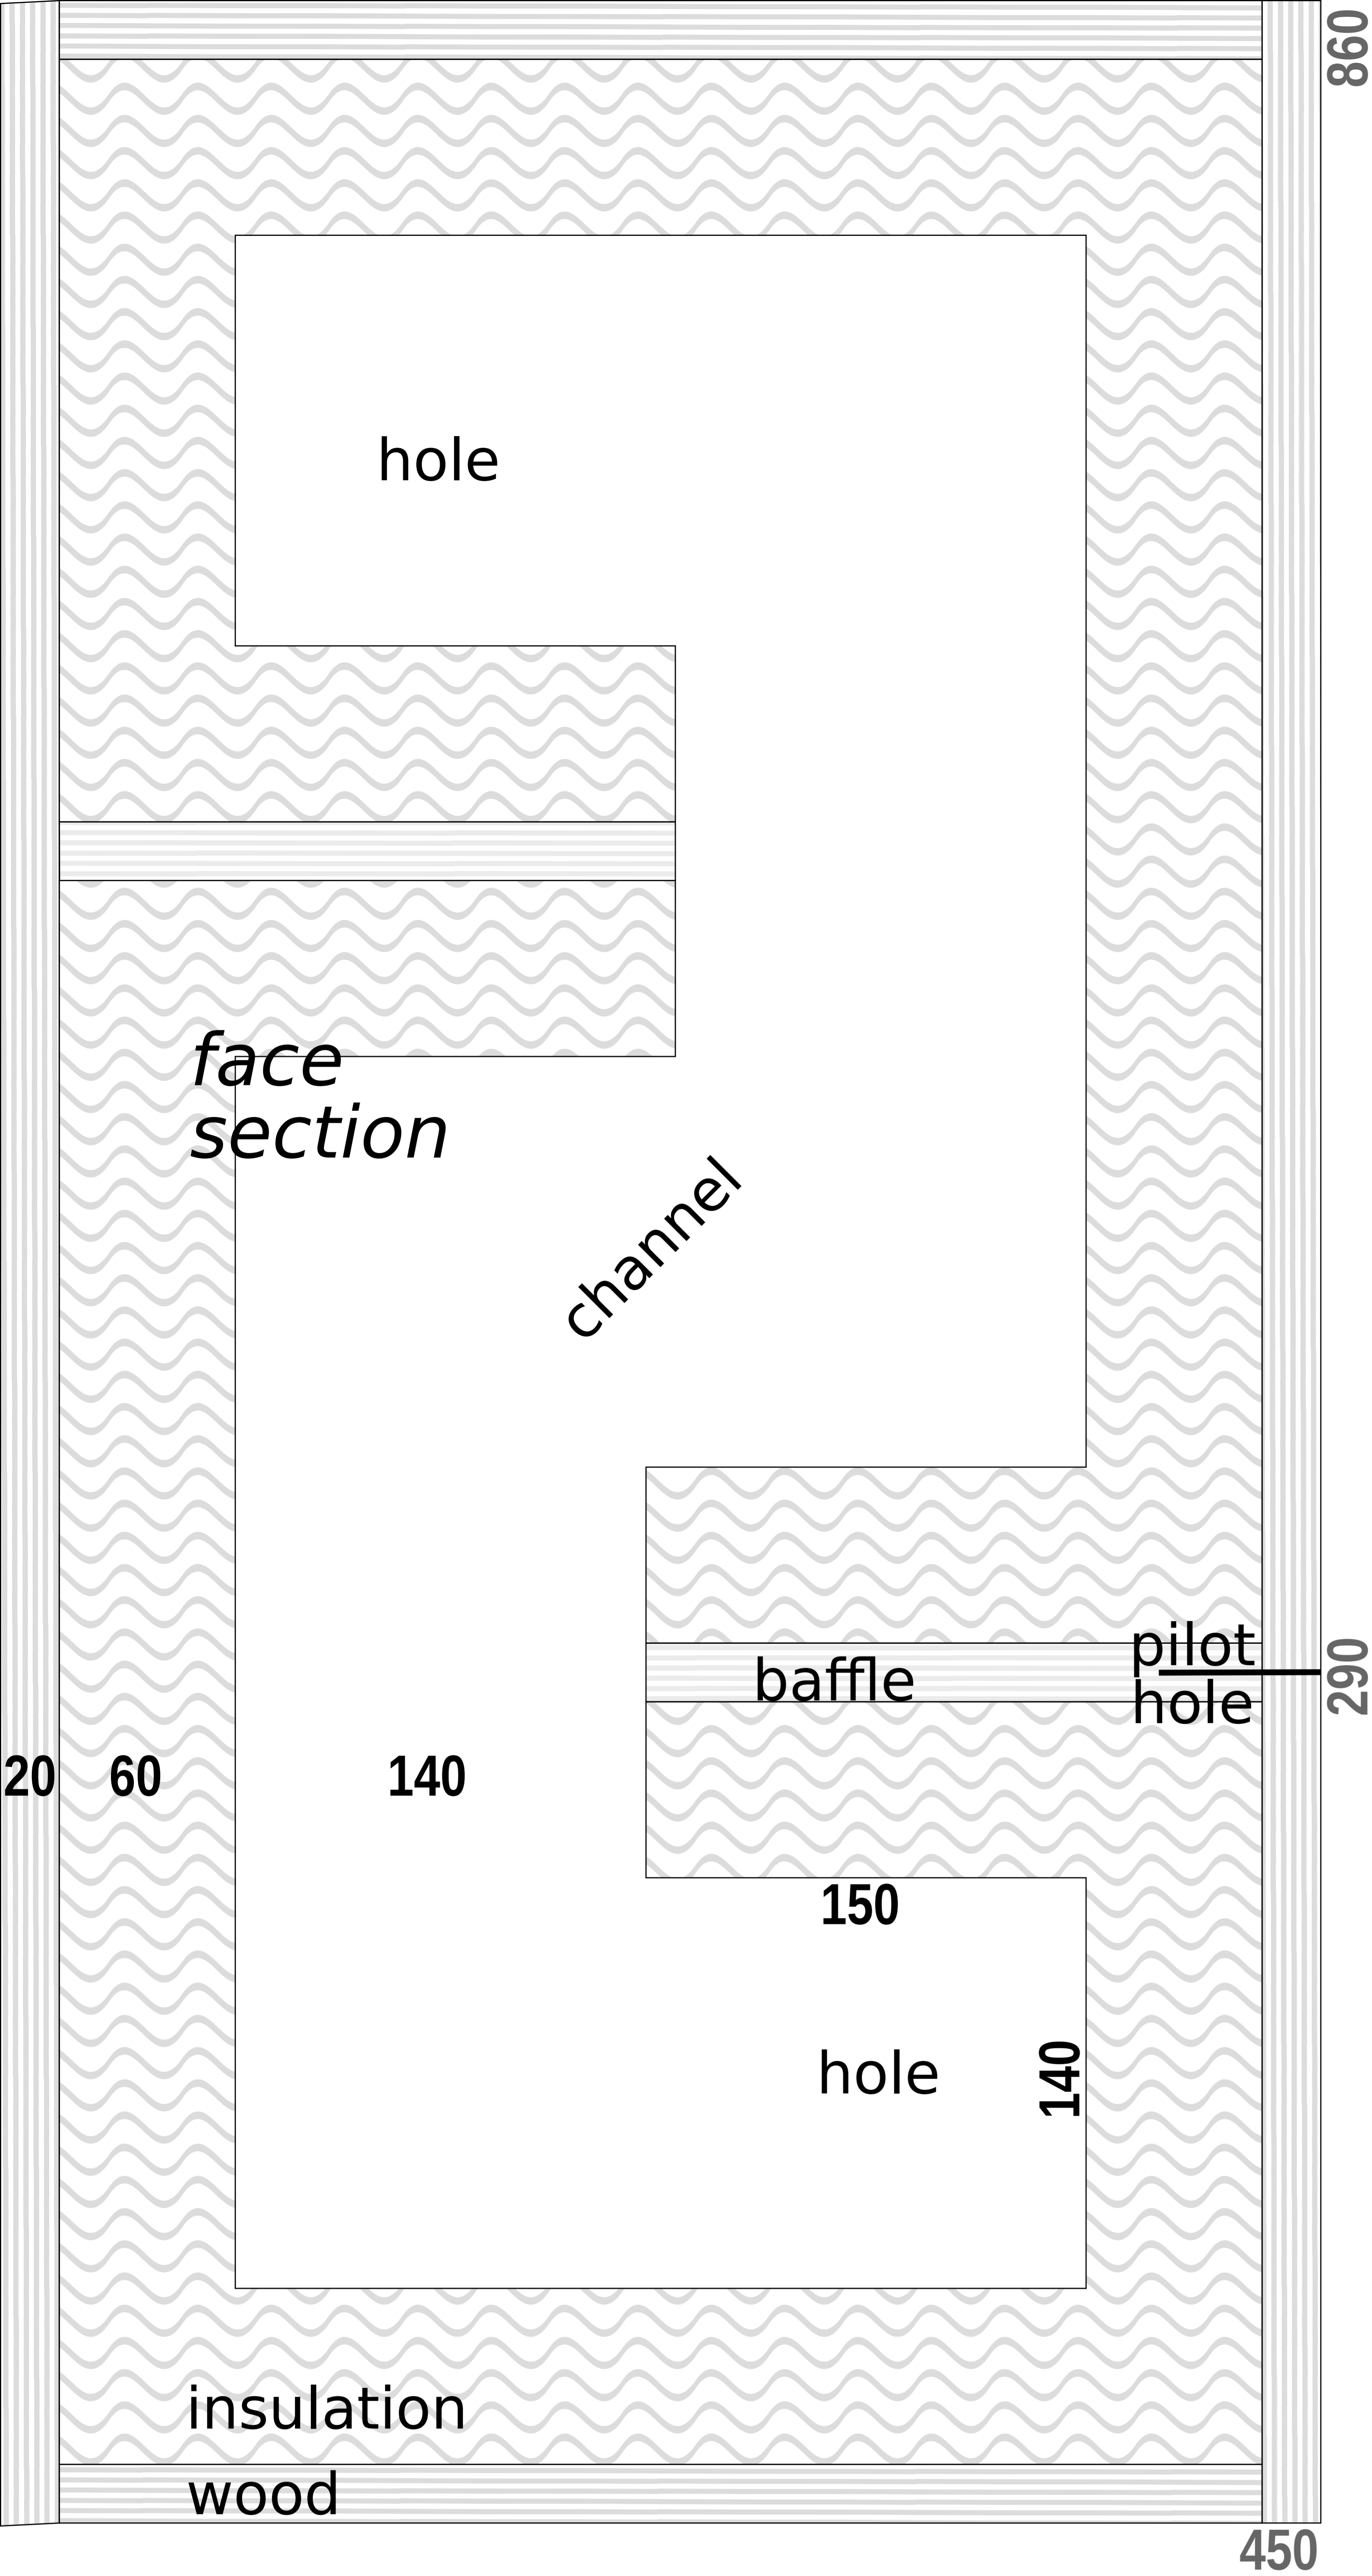 860
hole
face
section
channel
pilot
hole
baffle
290
20
60
140
150
hole
140
insulation
wood
450